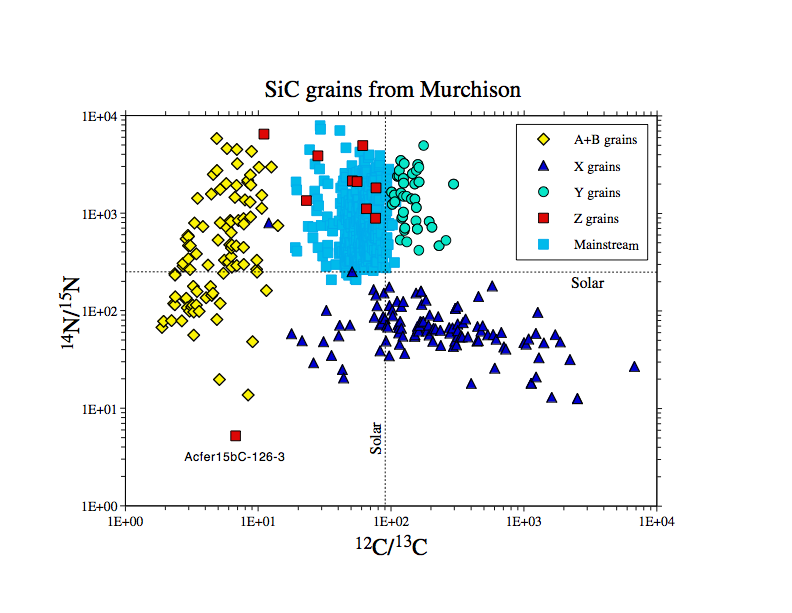 SiC grains from Murchison
1E+04
1E+03
1E+02
1E+01
1E+00
14N/15N
A+B grains
X grains
Y grains
Z grains
Mainstream
Solar
Solar
Acfer15bC-126-3
1E+00
1E+01
1E+02
1E+03
1E+04
12C/13C